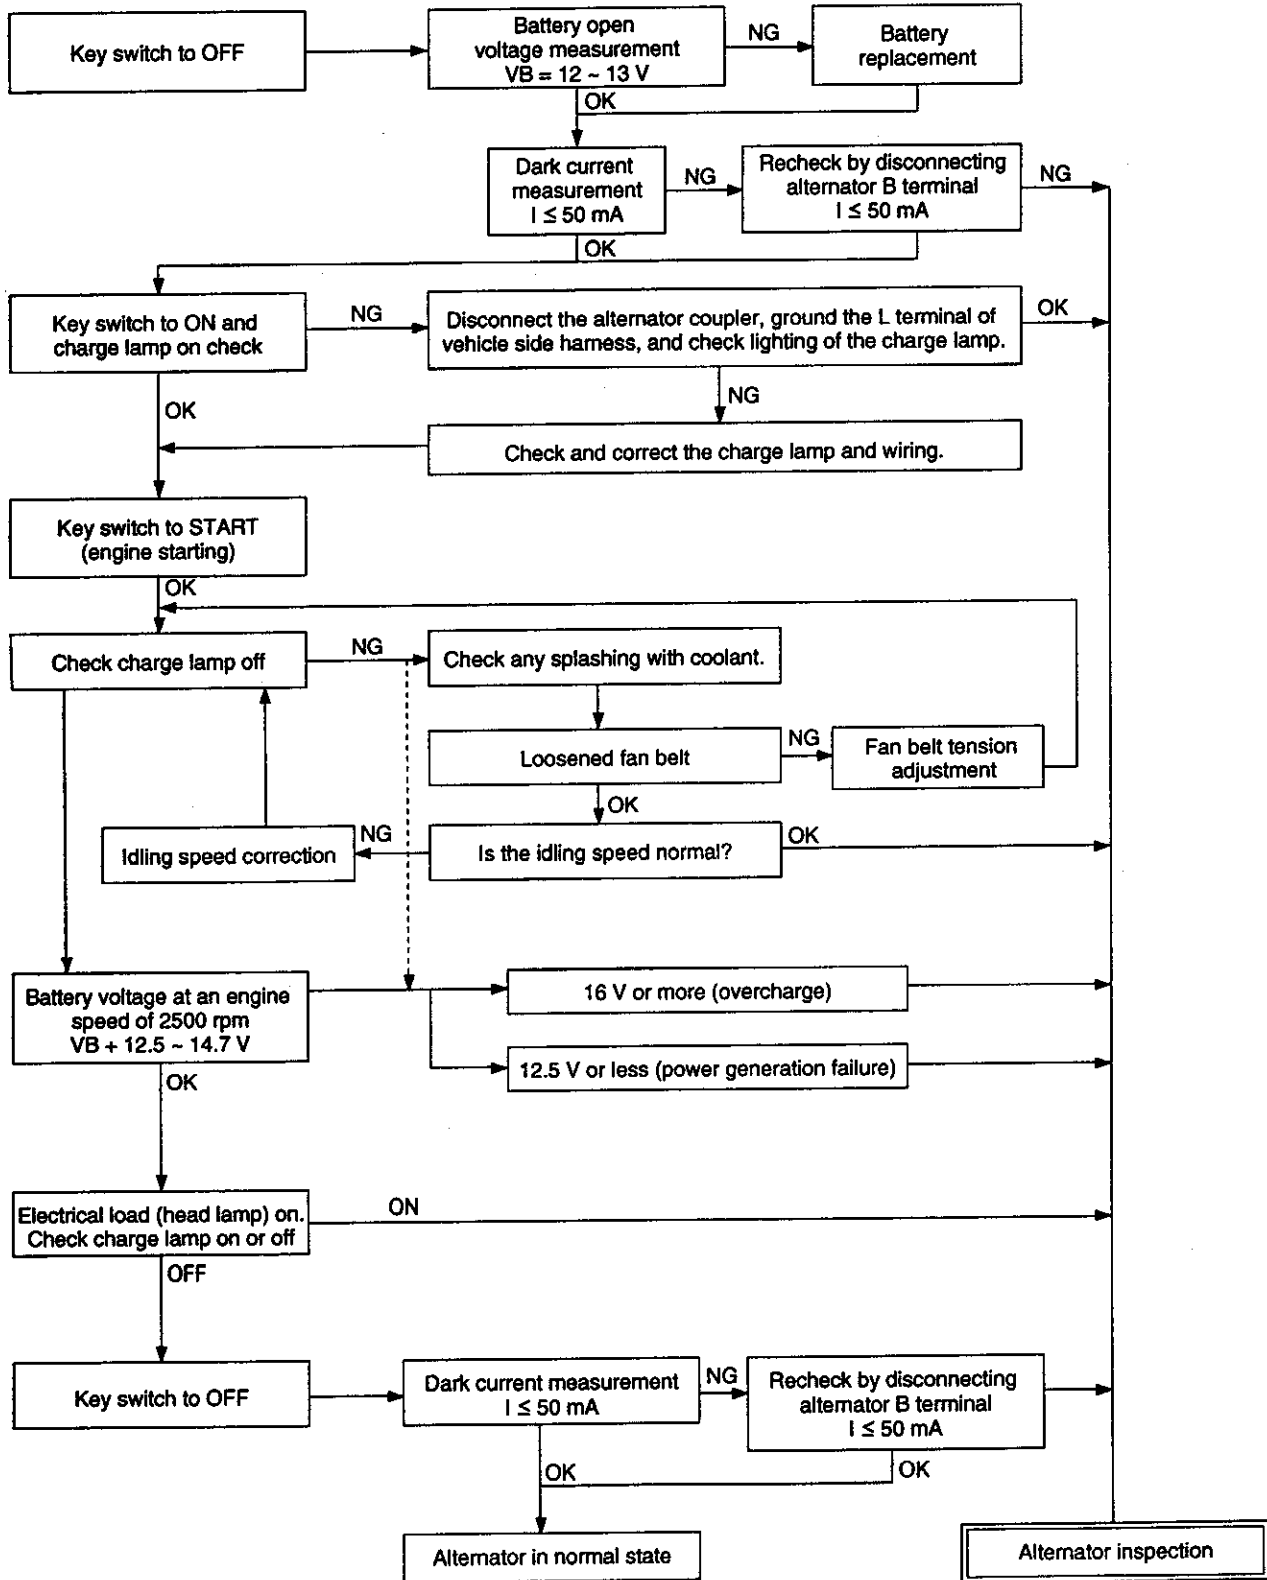 Key switch to OFF
Battery open
voltage measurement
VB = 12 ~ 13 V
NG
Battery
replacement
OK
Dark current
measurement
I ≤ 50 mA
NG
Recheck by disconnecting
alternator B terminal
I ≤ 50 mA
NG
OK
Key switch to ON and
charge lamp on check
NG
Disconnect the alternator coupler, ground the L terminal of
vehicle side harness, and check lighting of the charge lamp.
OK
NG
OK
Check and correct the charge lamp and wiring.
Key switch to START
(engine starting)
OK
Check charge lamp off
NG
Check any splashing with coolant.
Loosened fan belt
NG
Fan belt tension
adjustment
OK
Idling speed correction
NG
Is the idling speed normal?
OK
Battery voltage at an engine
speed of 2500 rpm
VB + 12.5 ~ 14.7 V
16 V or more (overcharge)
12.5 V or less (power generation failure)
OK
Electrical load (head lamp) on.
Check charge lamp on or off
ON
OFF
Key switch to OFF
Dark current measurement
I ≤ 50 mA
NG
Recheck by disconnecting
alternator B terminal
I ≤ 50 mA
OK
OK
Alternator in normal state
Alternator inspection